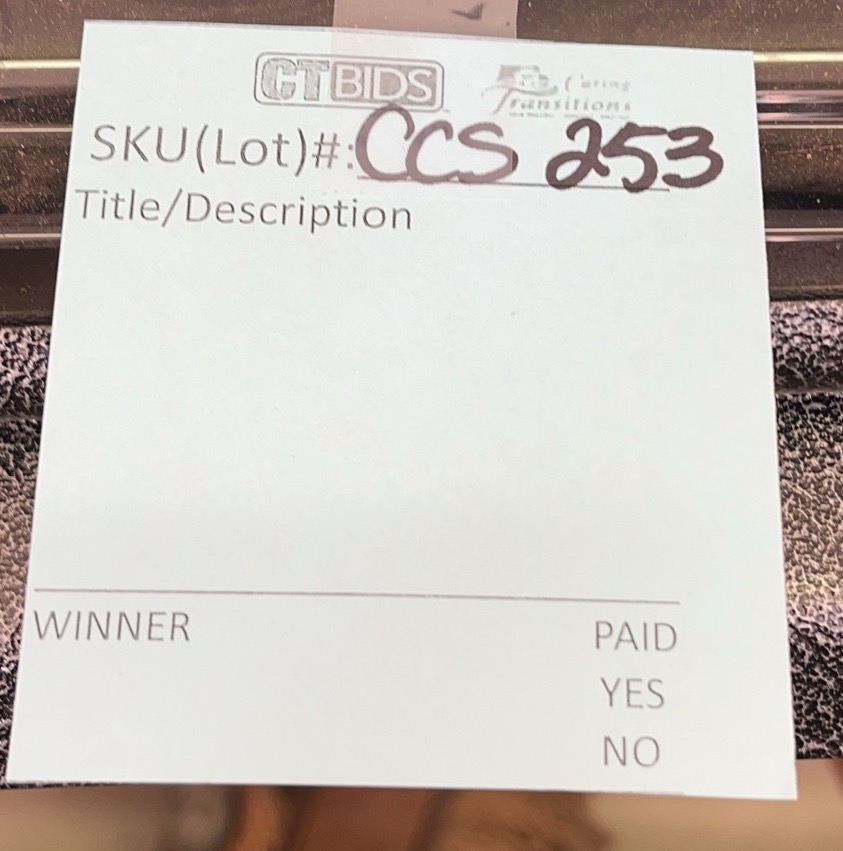 CTBIDS Caring
Transitions
SKU(Lot)#: CCS 253
Title/Description
WINNER PAID
YES
NO